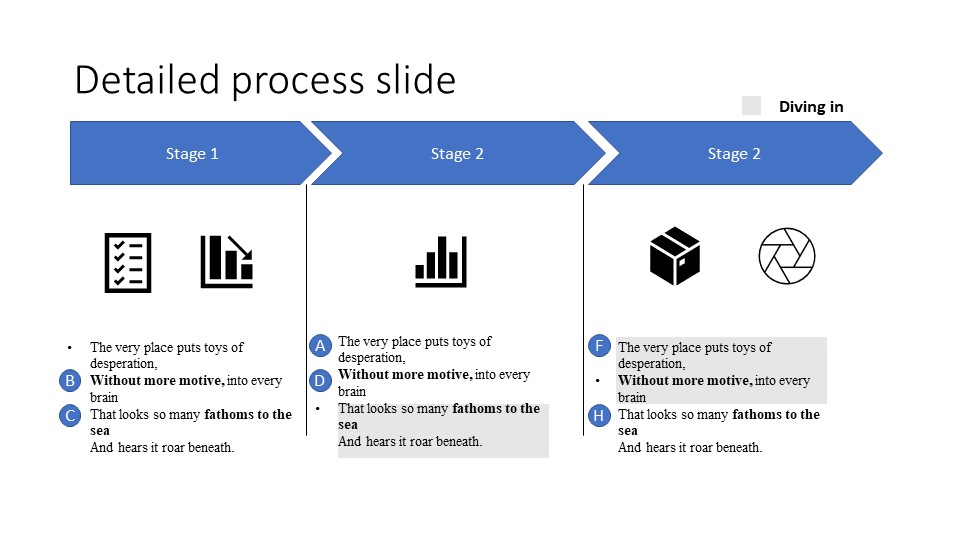 Detailed process slide
Diving in
Stage 1
Stage 2
Stage 2
• The very place puts toys of
desperation,
B Without more motive, into every
brain
C That looks so many fathoms to the
sea
And hears it roar beneath.
A The very place puts toys of
desperation,
D Without more motive, into every
brain
• That looks so many fathoms to the
sea
And hears it roar beneath.
F The very place puts toys of
desperation,
• Without more motive, into every
brain
H That looks so many fathoms to the
sea
And hears it roar beneath.